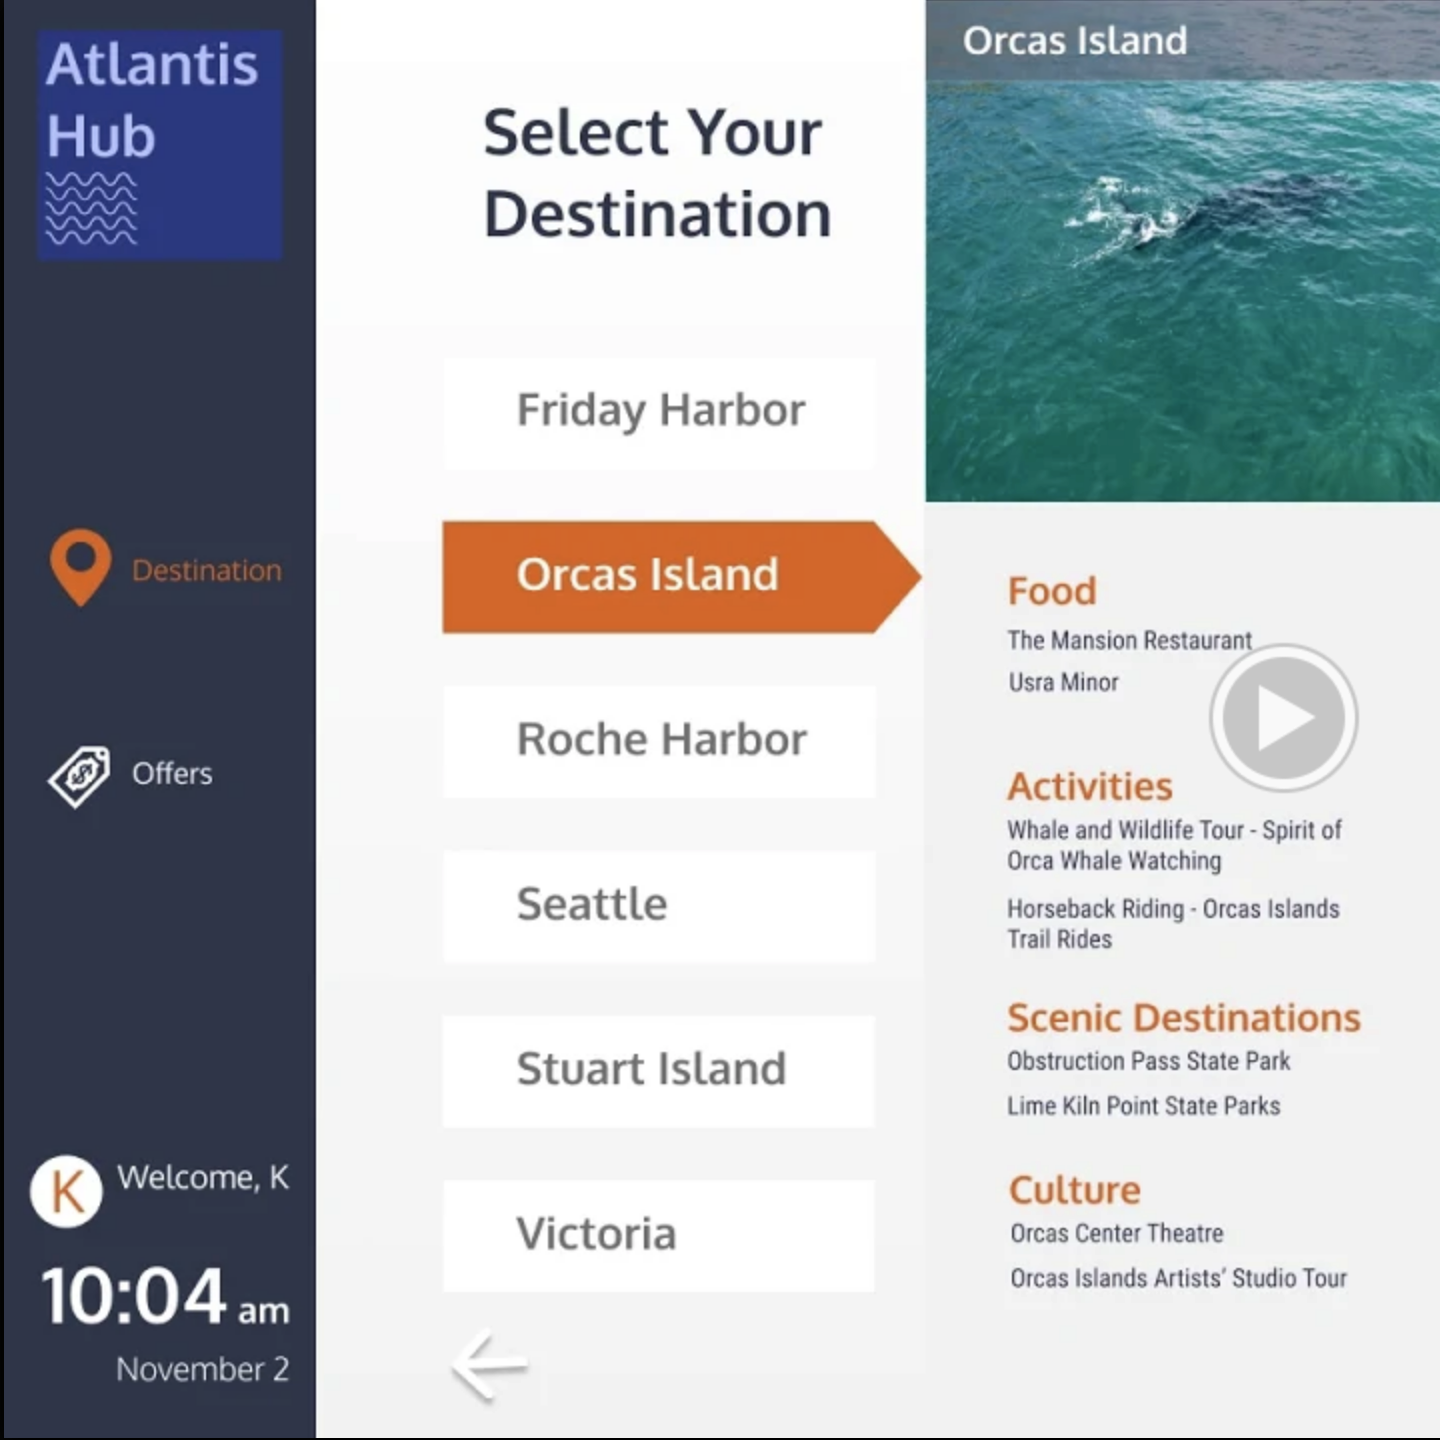 Atlantis
Hub
Destination
Offers
K
Welcome, K
10:04 am
November 2
Select Your
Destination
Friday Harbor
Orcas Island
Roche Harbor
Seattle
Stuart Island
Victoria
Orcas Island
Food
The Mansion Restaurant
Usra Minor
Activities
Whale and Wildlife Tour - Spirit of
Orca Whale Watching
Horseback Riding - Orcas Islands
Trail Rides
Scenic Destinations
Obstruction Pass State Park
Lime Kiln Point State Parks
Culture
Orcas Center Theatre
Orcas Islands Artists’ Studio Tour